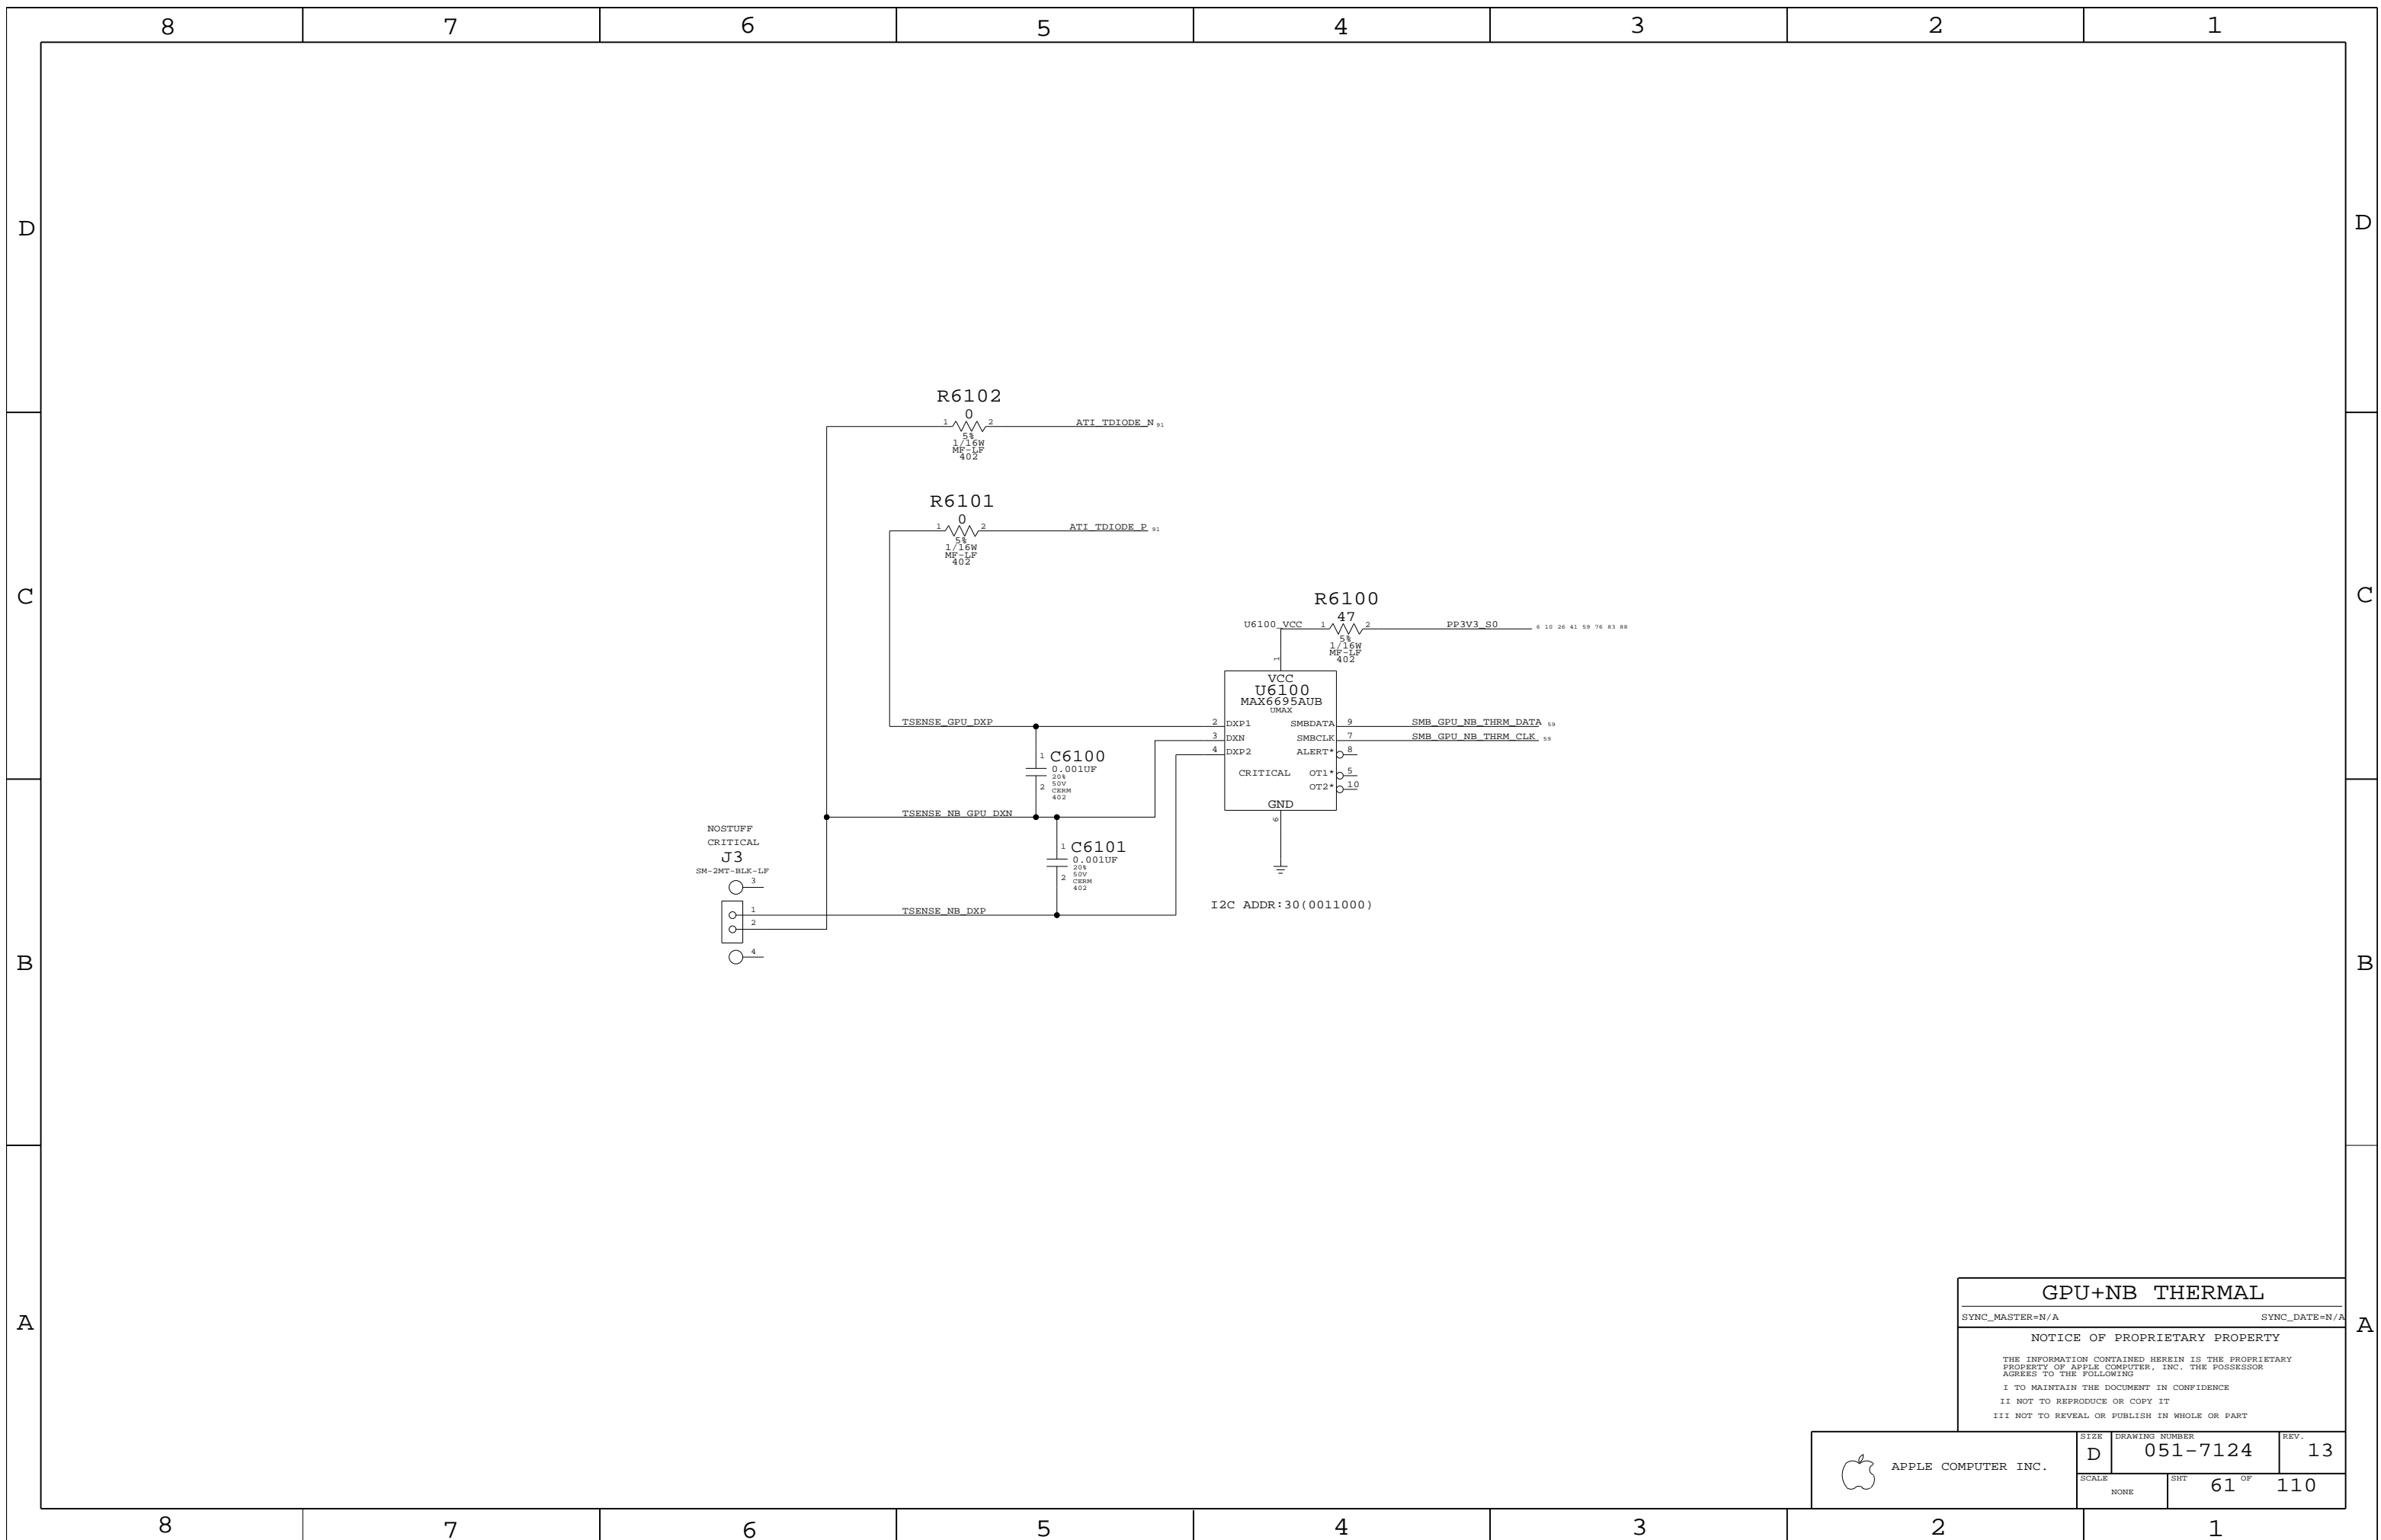 8 7 6 5 4 3 2 1
D D
R6102
0
1 2 ATI_TDIODE_N 91
5%
1/16W
MF-LF
402
R6101
0
1 2 ATI_TDIODE_P 91
5%
1/16W
MF-LF
402
C C
R6100
47
U6100_VCC 1 2 PP3V3_S0 6 10 26 41 59 76 83 88
5%
1/16W
MF-LF
402
1
VCC
U6100
MAX6695AUB
UMAX
TSENSE_GPU_DXP 2 DXP1 SMBDATA 9 SMB_GPU_NB_THRM_DATA 59
3 DXN SMBCLK 7 SMB_GPU_NB_THRM_CLK 59
4 DXP2 ALERT* 8
CRITICAL OT1* 5
OT2* 10
GND
6
1 C6100
0.001UF
20%
50V
2 CERM
402
TSENSE_NB_GPU_DXN
NOSTUFF
CRITICAL
J3
SM-2MT-BLK-LF
3
1
2
4
1 C6101
0.001UF
20%
50V
2 CERM
402
TSENSE_NB_DXP
I2C ADDR:30(0011000)
B B
GPU+NB THERMAL
SYNC_MASTER=N/A SYNC_DATE=N/A
A A
NOTICE OF PROPRIETARY PROPERTY
THE INFORMATION CONTAINED HEREIN IS THE PROPRIETARY
PROPERTY OF APPLE COMPUTER, INC. THE POSSESSOR
AGREES TO THE FOLLOWING
I TO MAINTAIN THE DOCUMENT IN CONFIDENCE
II NOT TO REPRODUCE OR COPY IT
III NOT TO REVEAL OR PUBLISH IN WHOLE OR PART
APPLE COMPUTER INC.
SIZE DRAWING NUMBER REV.
D 051-7124 13
SCALE SHT OF
NONE 61 110
8 7 6 5 4 3 2 1